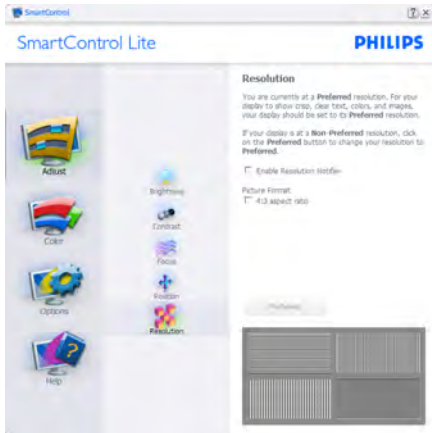 SmartControl
SmartControl Lite
PHILIPS
Adjust
Color
Options
Help
Brightness
Contrast
Focus
Position
Resolution
Resolution
You are currently at a Preferred resolution. For your
display to show crisp, clear text, colors, and images,
your display should be set to its Preferred resolution.
If your display is at a Non-Preferred resolution, click
on the Preferred button to change your resolution to
Preferred.
Enable Resolution Notifier
Picture Format
4:3 aspect ratio
Preferred